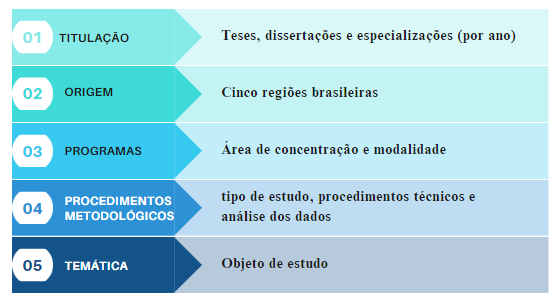 01 TITULAÇÃO Teses, dissertações e especializações (por ano)
02 ORIGEM Cinco regiões brasileiras
03 PROGRAMAS Área de concentração e modalidade
04 PROCEDIMENTOS METODOLÓGICOS tipo de estudo, procedimentos técnicos e
análise dos dados
05 TEMÁTICA Objeto de estudo